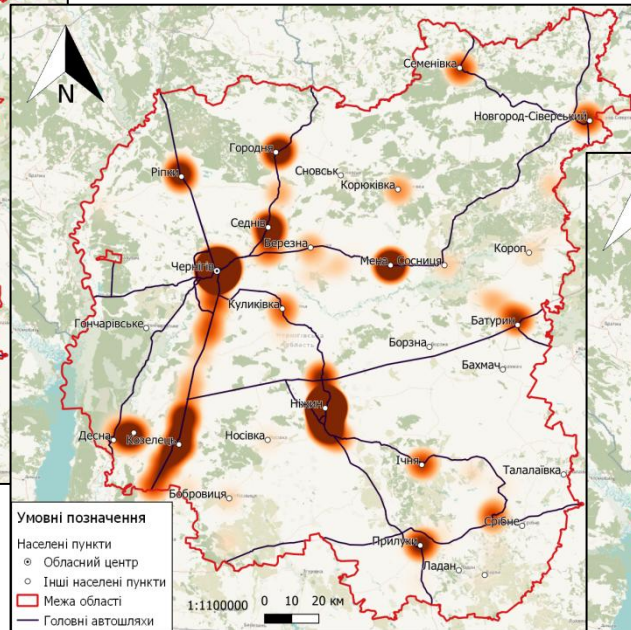 N
Семенівка
Новгород-Сіверський
Городня
Сновськ
Ріпки
Корюківка
Седнів
Березна
Короп
Мена
Сосниця
Чернігів
Куликівка
Гончарівське
Батурин
Борзна
Бахмач
Ніжин
Десна
Козелець
Носівка
Ічня
Талалаївка
Бобровиця
Срібне
Прилуки
Ладан
Умовні позначення
Населені пункти
Обласний центр
Інші населені пункти
Межа області
Головні автошляхи
1:1100000 0 10 20 км